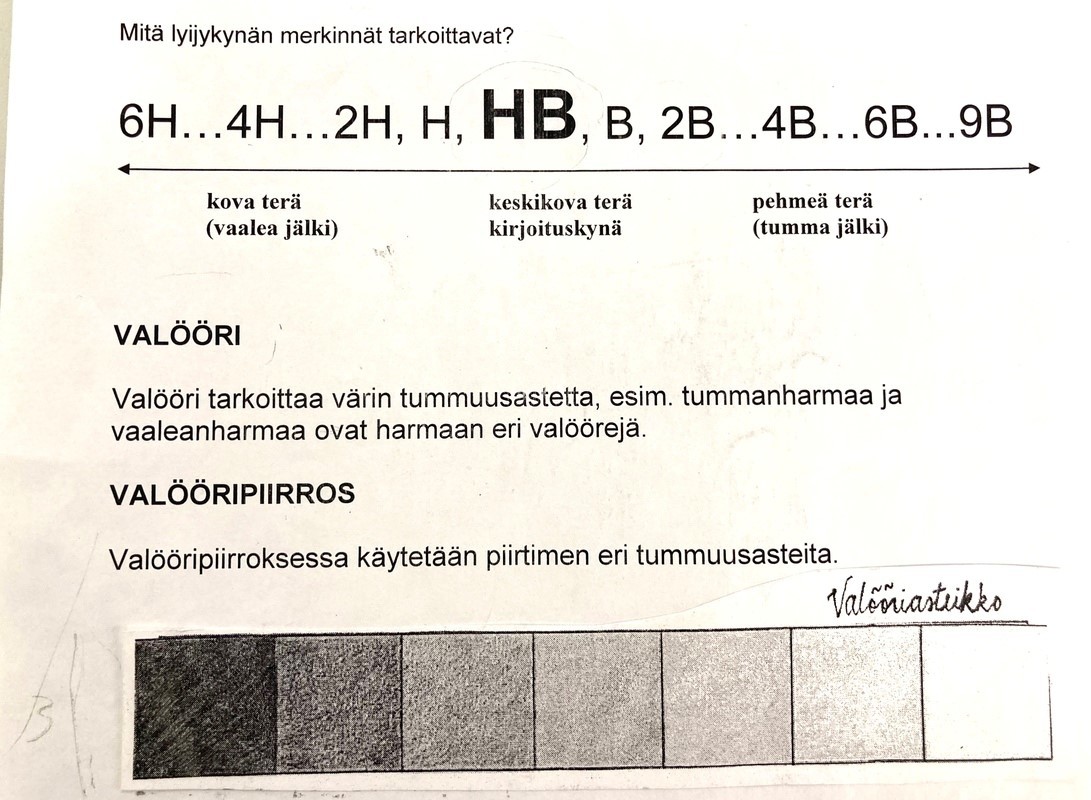 Mitä lyijykynän merkinnät tarkoittavat?
6H…4H…2H, H, HB, B, 2B…4B…6B...9B
kova terä keskikova terä pehmeä terä
(vaalea jälki) kirjoituskynä (tumma jälki)
VALÖÖRI
Valööri tarkoittaa värin tummuusastetta, esim. tummanharmaa ja
vaaleanharmaa ovat harmaan eri valöörejä.
VALÖÖRIPIIRROS
Valööripiirroksessa käytetään piirtimen eri tummuusasteita.
Valööriasteikko